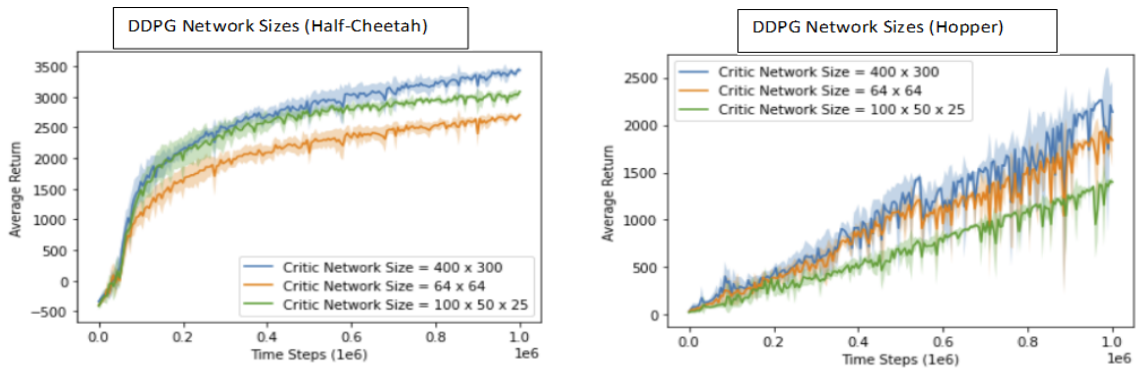 DDPG Network Sizes (Half-Cheetah)
3500
3000
2500
2000
1500
1000
500
0
−500
Average Return
Critic Network Size = 400 x 300
Critic Network Size = 64 x 64
Critic Network Size = 100 x 50 x 25
0.0 0.2 0.4 0.6 0.8 1.0
Time Steps (1e6)
1e6
DDPG Network Sizes (Hopper)
Critic Network Size = 400 x 300
Critic Network Size = 64 x 64
Critic Network Size = 100 x 50 x 25
2500
2000
1500
1000
500
0
Average Return
0.0 0.2 0.4 0.6 0.8 1.0
Time Steps (1e6)
1e6